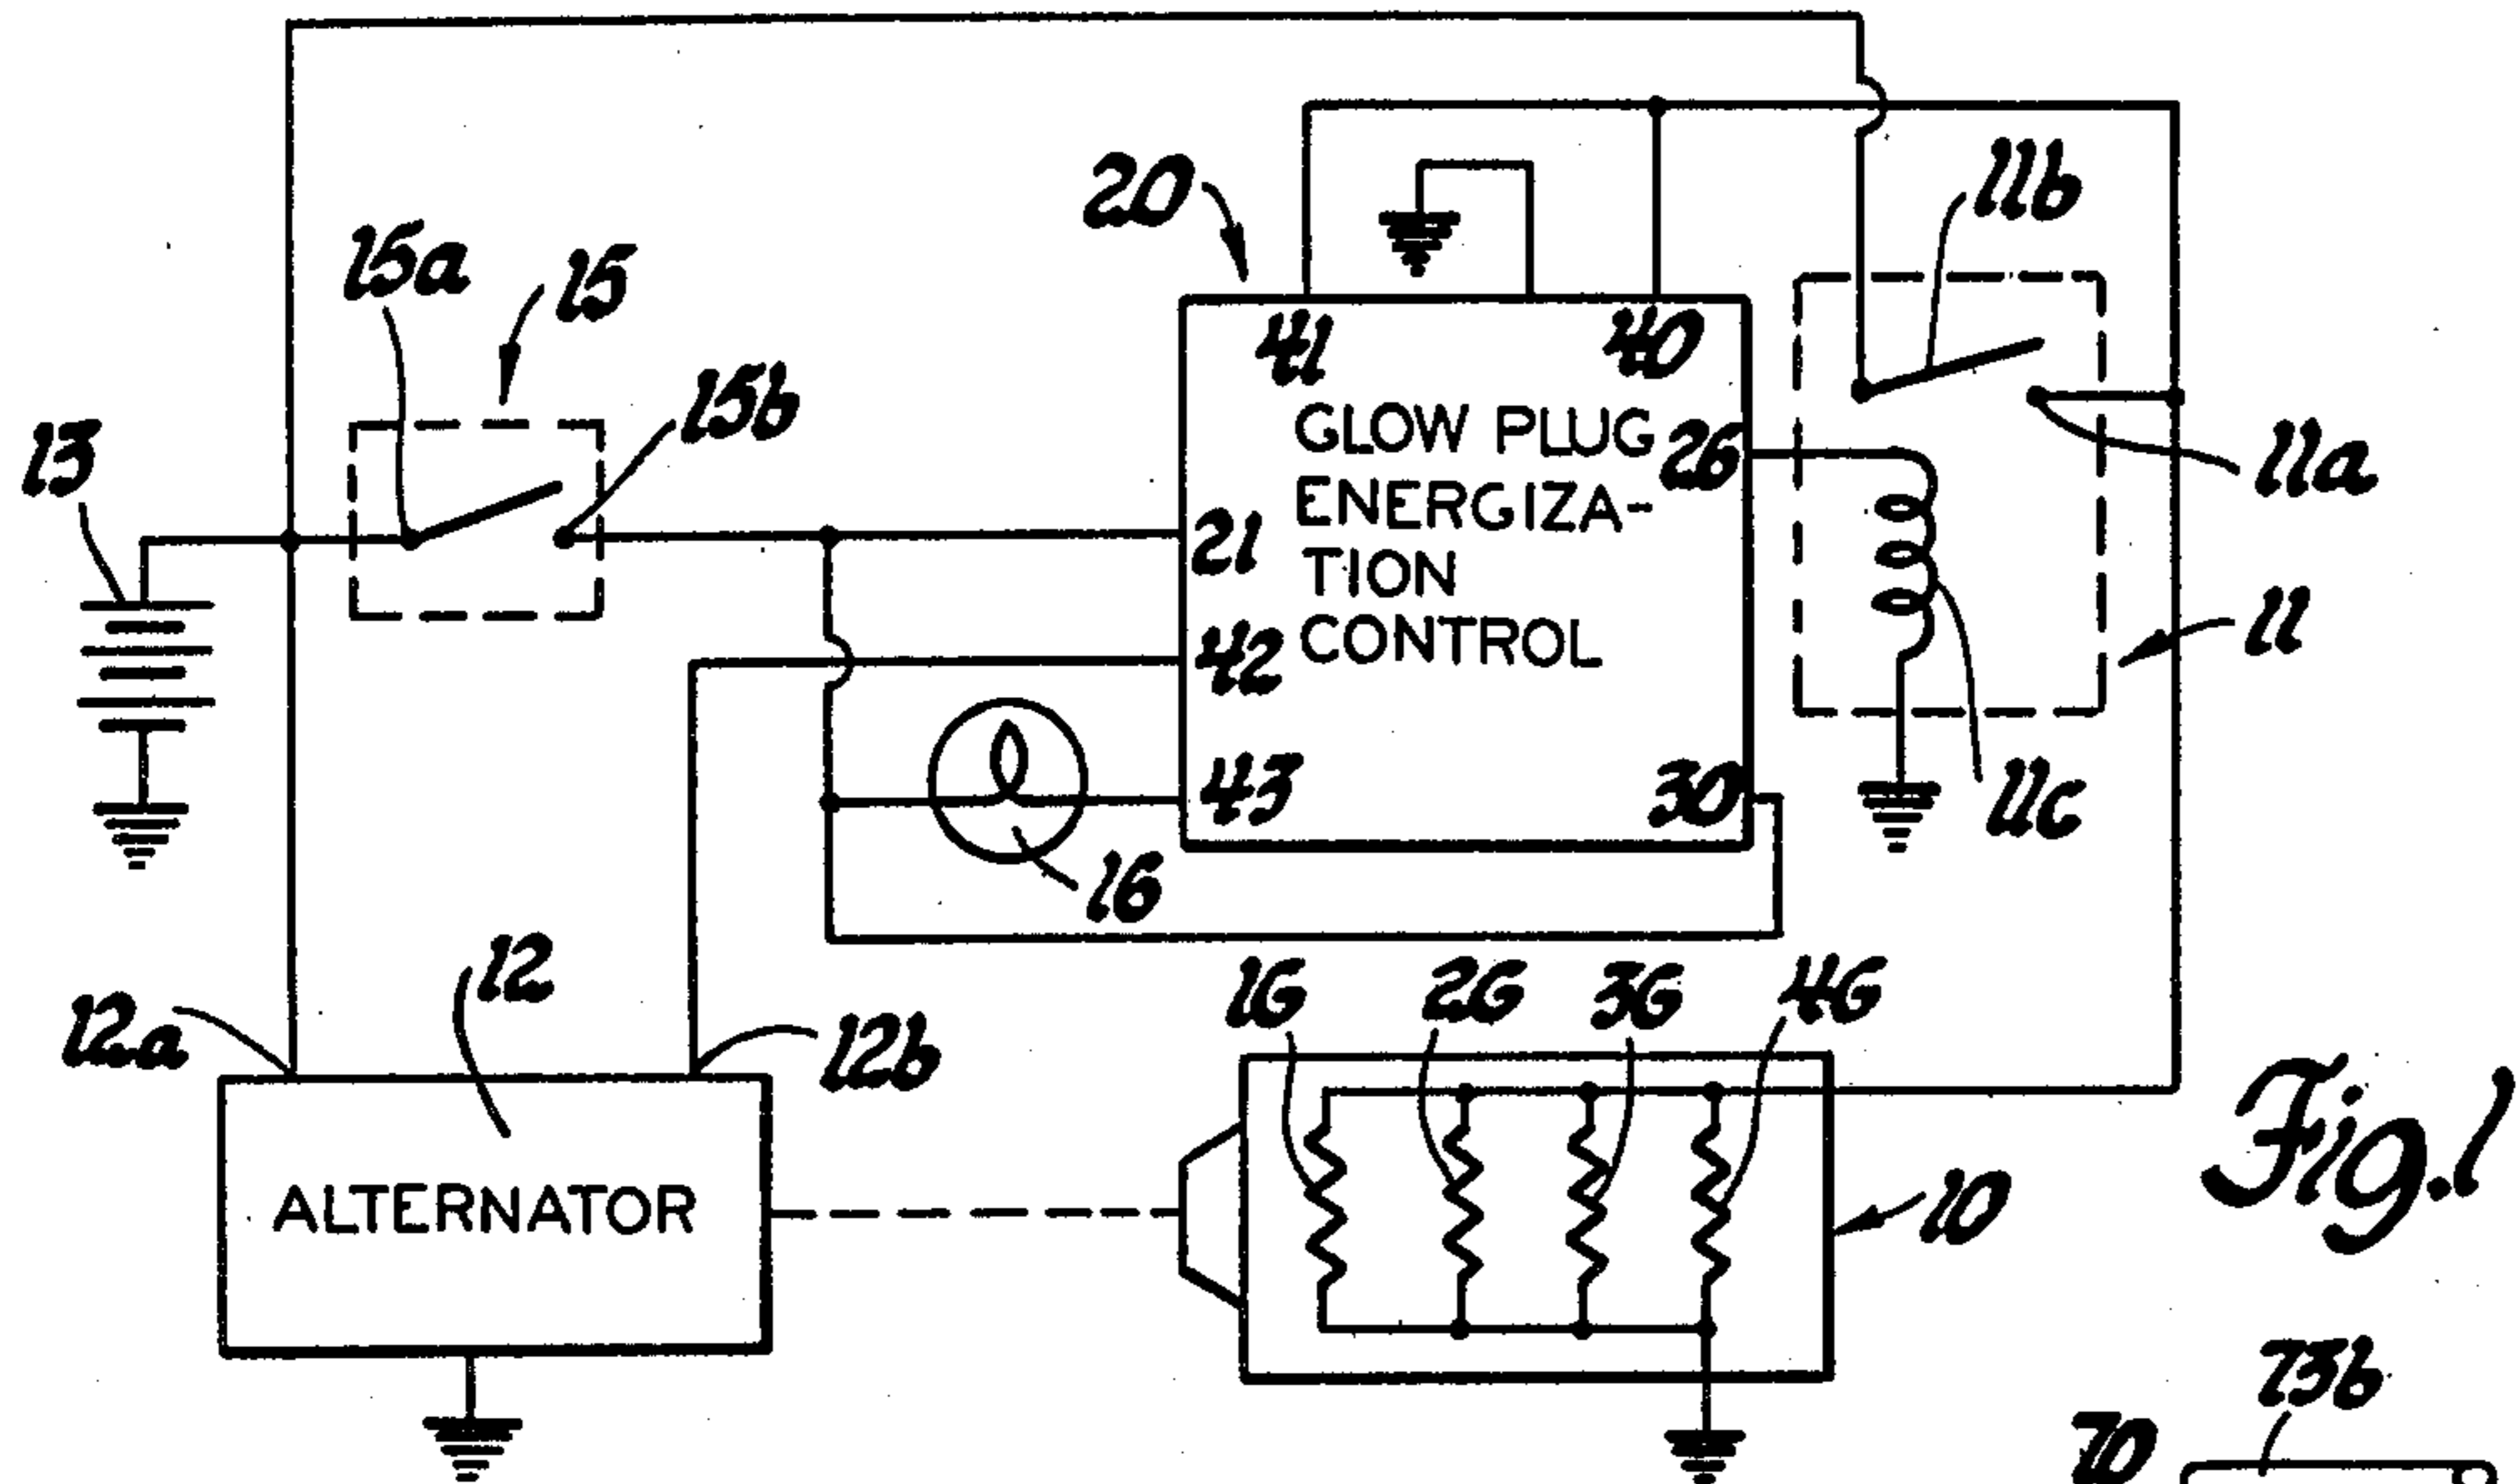 20
11b
15a
15
41
40
15b
13
GLOW PLUG
26
11a
ENERGIZA-
21
TION
11
42
CONTROL
43
30
11c
16
12
1G
2G
3G
4G
12a
12b
Fig.1
ALTERNATOR
10
73b
70